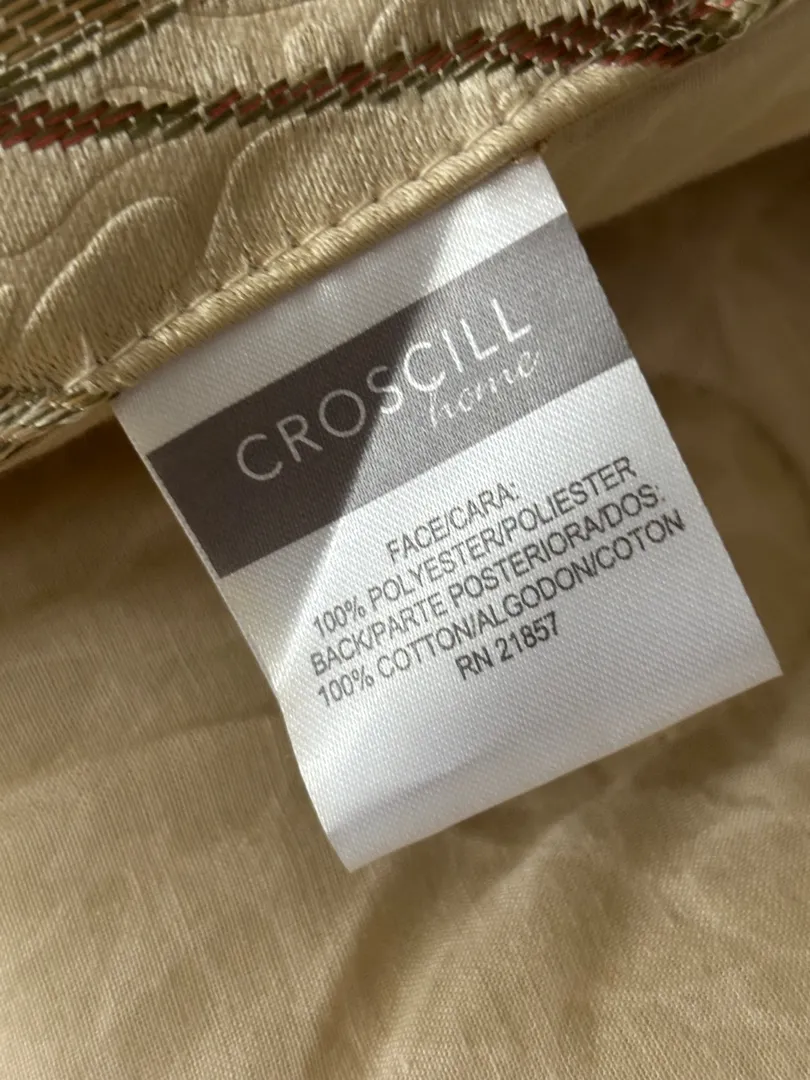 CROSCILL
home
FACE/CARA:
100% POLYESTER/POLIESTER
BACK/PARTE POSTERIORA/DOS:
100% COTTON/ALGODON/COTON
RN 21857